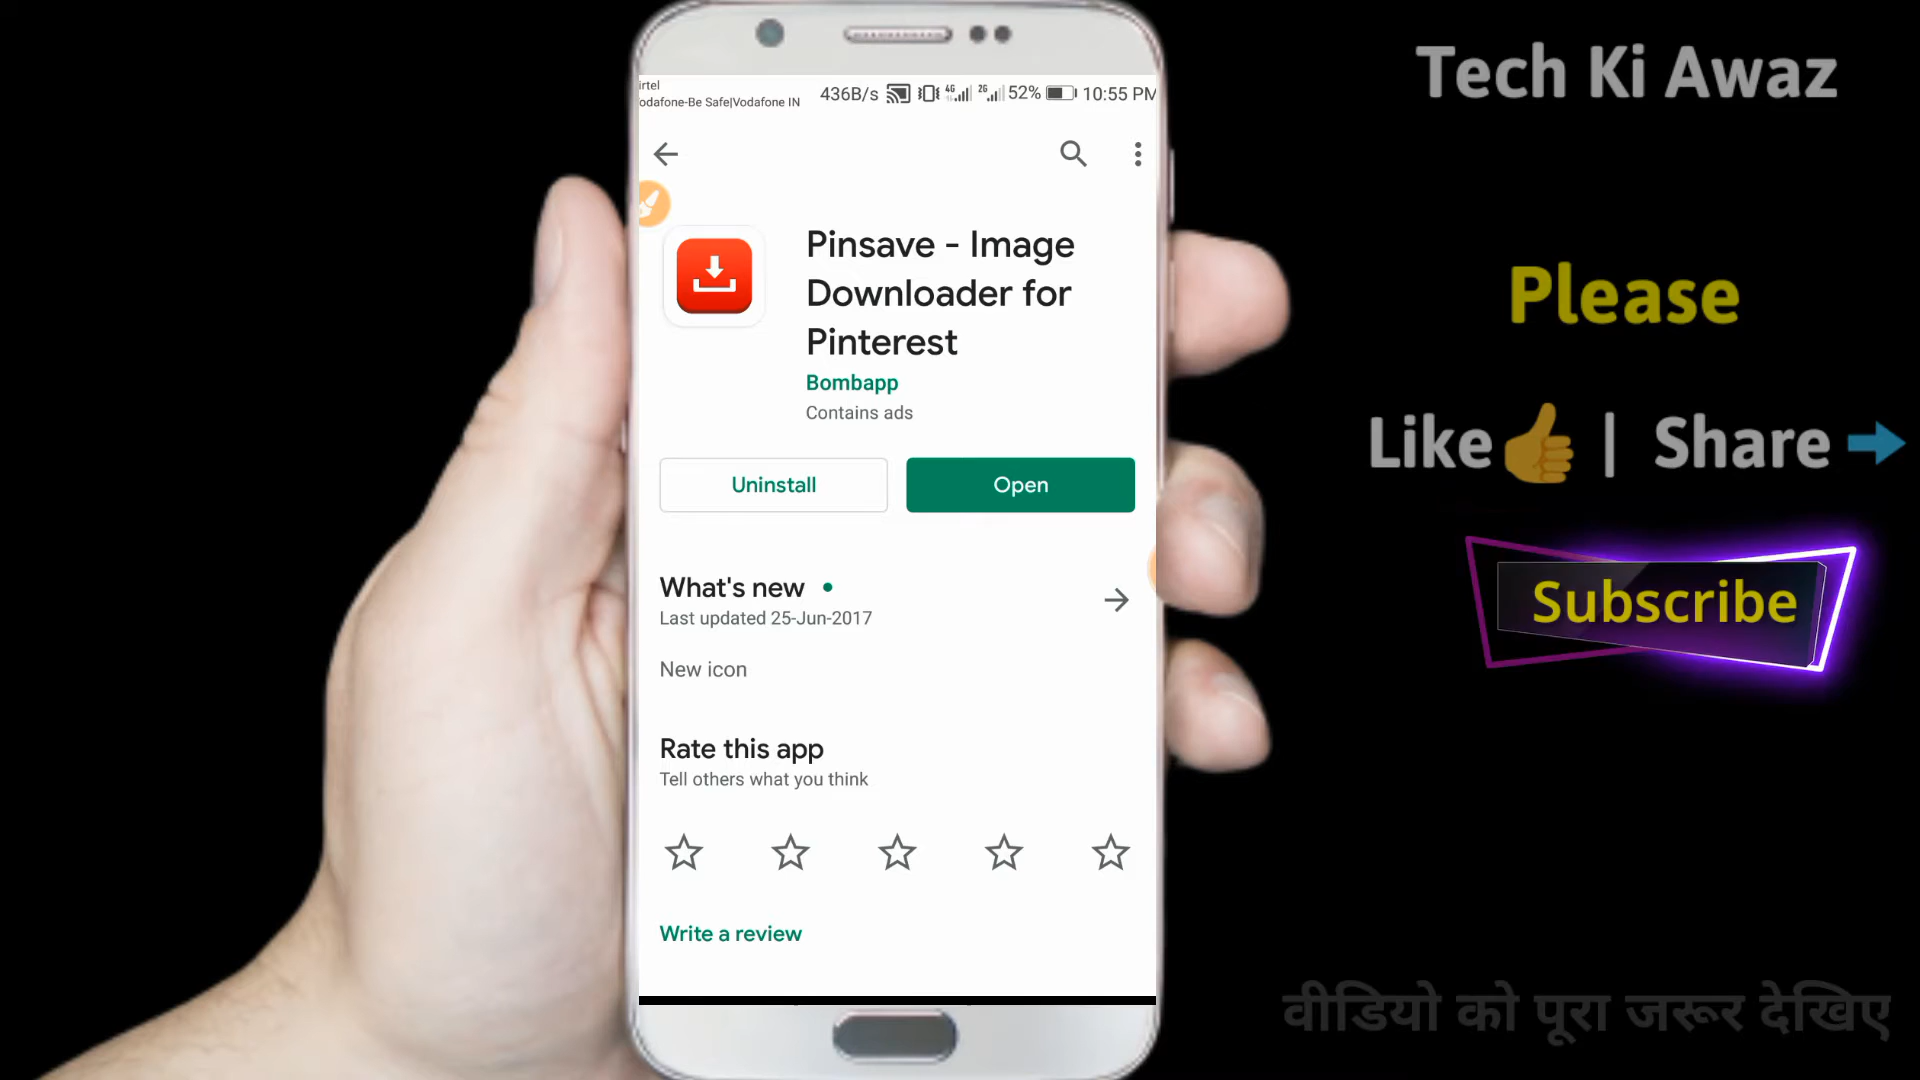 irtel
odafone-Be Safe|Vodafone IN
436B/s 4G 2G 52% 10:55 PM
Pinsave - Image
Downloader for
Pinterest
Bombapp
Contains ads
Uninstall
Open
What's new
Last updated 25-Jun-2017
New icon
Rate this app
Tell others what you think
Write a review
Tech Ki Awaz
Please
Like | Share
Subscribe
वीडियो को पूरा जरूर देखिए